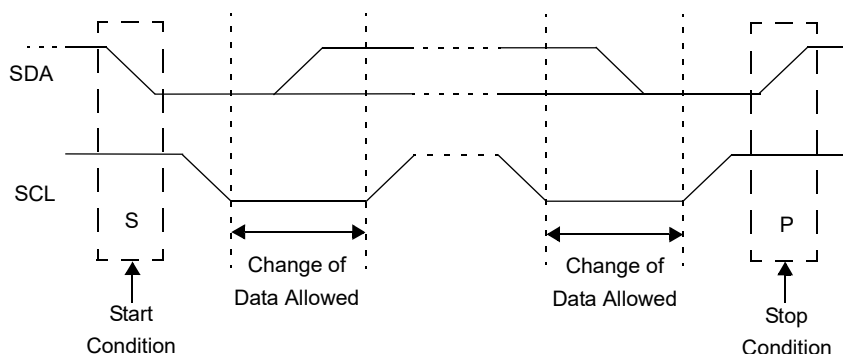 SDA
SCL
S
P
Change of
Data Allowed
Change of
Data Allowed
Start
Condition
Stop
Condition